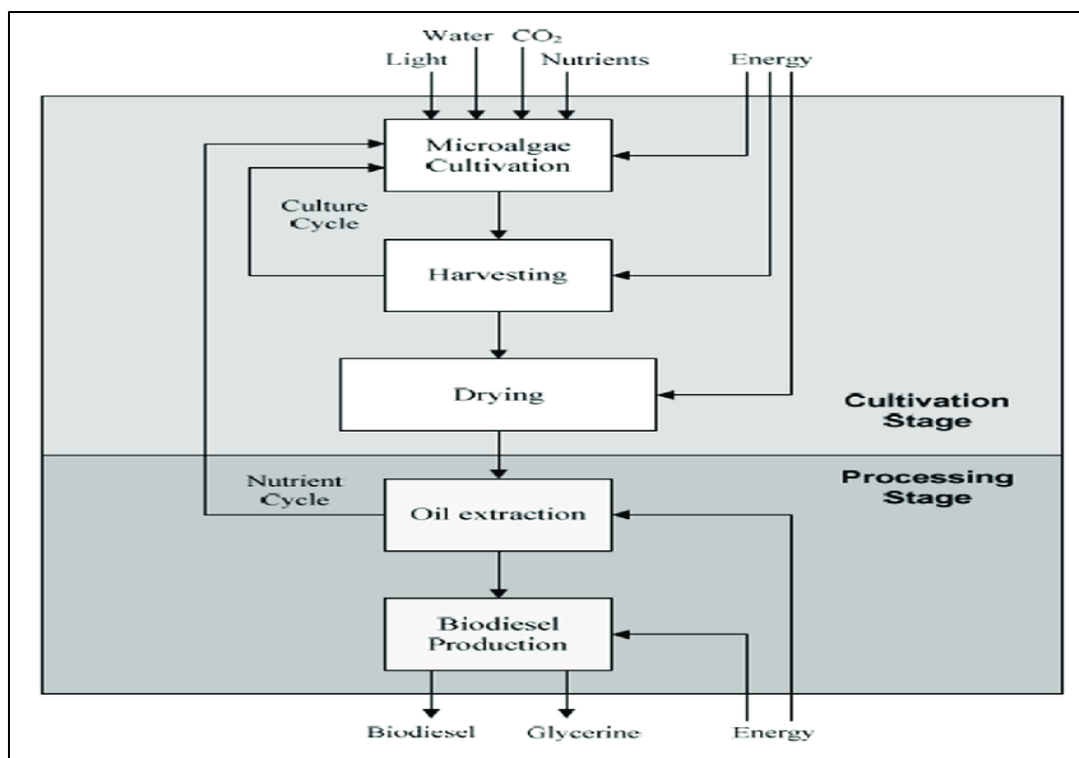 Water CO₂
Light Nutrients Energy
Microalgae
Cultivation
Culture
Cycle
Harvesting
Drying
Cultivation
Stage
Processing
Stage
Nutrient
Cycle
Oil extraction
Biodiesel
Production
Biodiesel Glycerine Energy